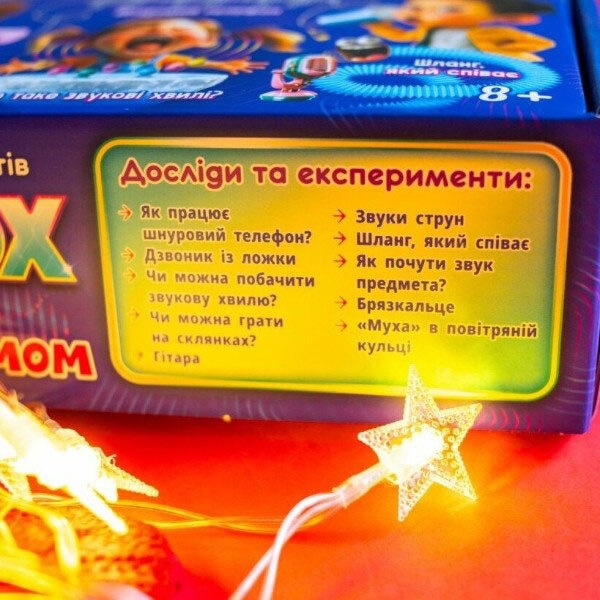 Шланг,
який співає
8+
таке звукові хвилі?
Досліди та експерименти:
Як працює
шнуровий телефон?
Дзвоник із ложки
Чи можна побачити
звукову хвилю?
Чи можна грати
на склянках?
Гітара
Звуки струн
Шланг, який співає
Як почути звук
предмета?
Брязкальце
«Муха» в повітряній
кульці